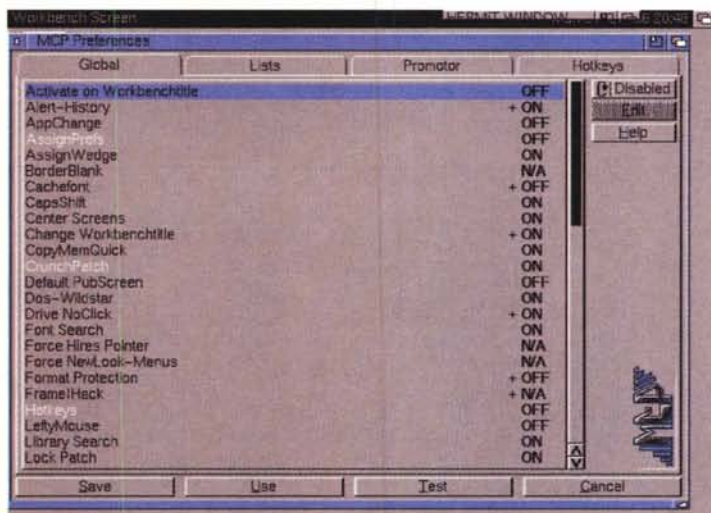 Workbench Screen
MCP Preferences
Global Lists Promotor Hotkeys
Activate on Workbenchtitle OFF
Alert-History + ON
AppChange OFF
AssignPrefs OFF
AssignWedge ON
BorderBlank N/A
Cachefont + OFF
CapsShift ON
Center Screens ON
Change Workbenchtitle + ON
CopyMemQuick ON
CrunchPatch ON
Default PubScreen OFF
Dos-Wildstar ON
Drive NoClick + ON
Font Search ON
Force Hires Pointer N/A
Force NewLook-Menus N/A
Format Protection + OFF
FrameIHack + N/A
Hotkeys OFF
LeftyMouse OFF
Library Search ON
Lock Patch ON
Disabled
Edit
Help
MCP
Save Use Test Cancel